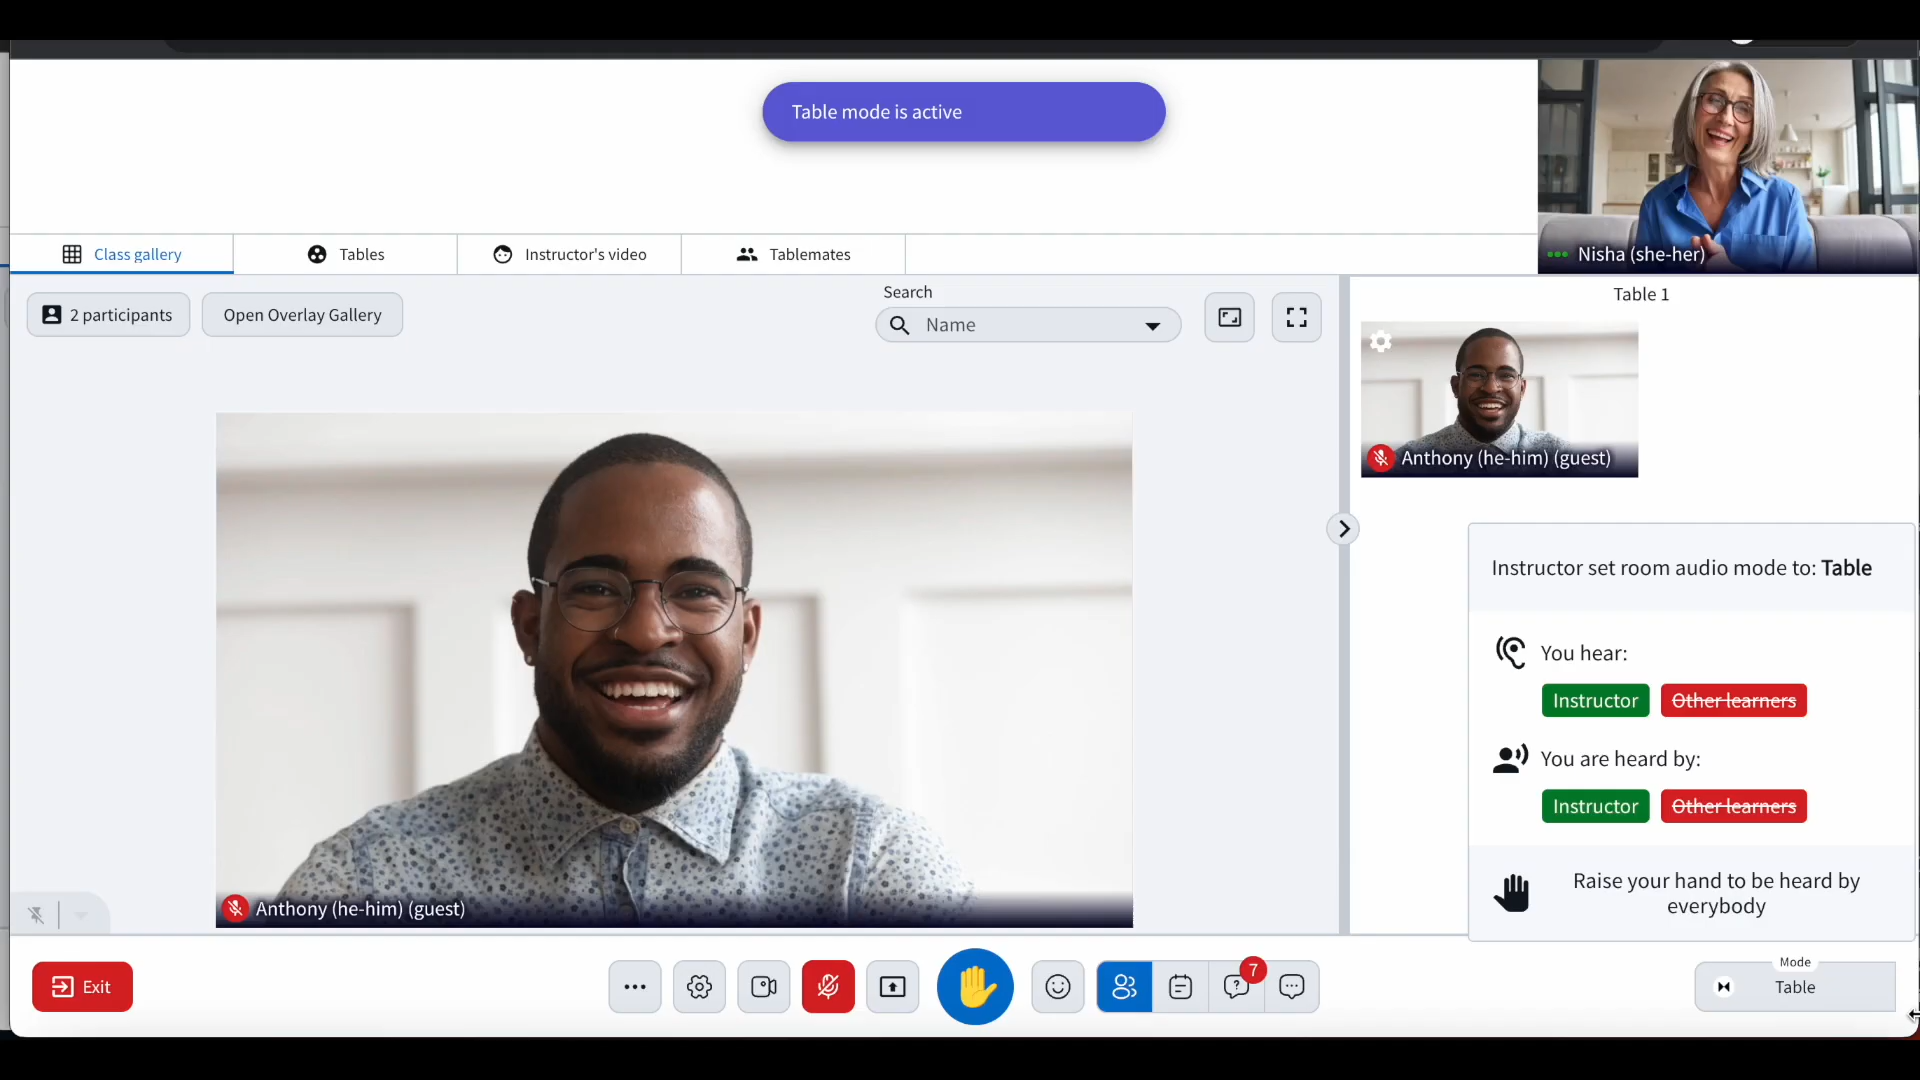 Table mode is active
Nisha (she-her)
Class gallery
Tables
Instructor's video
Tablemates
2 participants
Open Overlay Gallery
Search
Name
Table 1
Anthony (he-him) (guest)
Instructor set room audio mode to: Table
You hear:
Instructor
Other learners
You are heard by:
Instructor
Other learners
Raise your hand to be heard by
everybody
Anthony (he-him) (guest)
Exit
7
Mode
Table